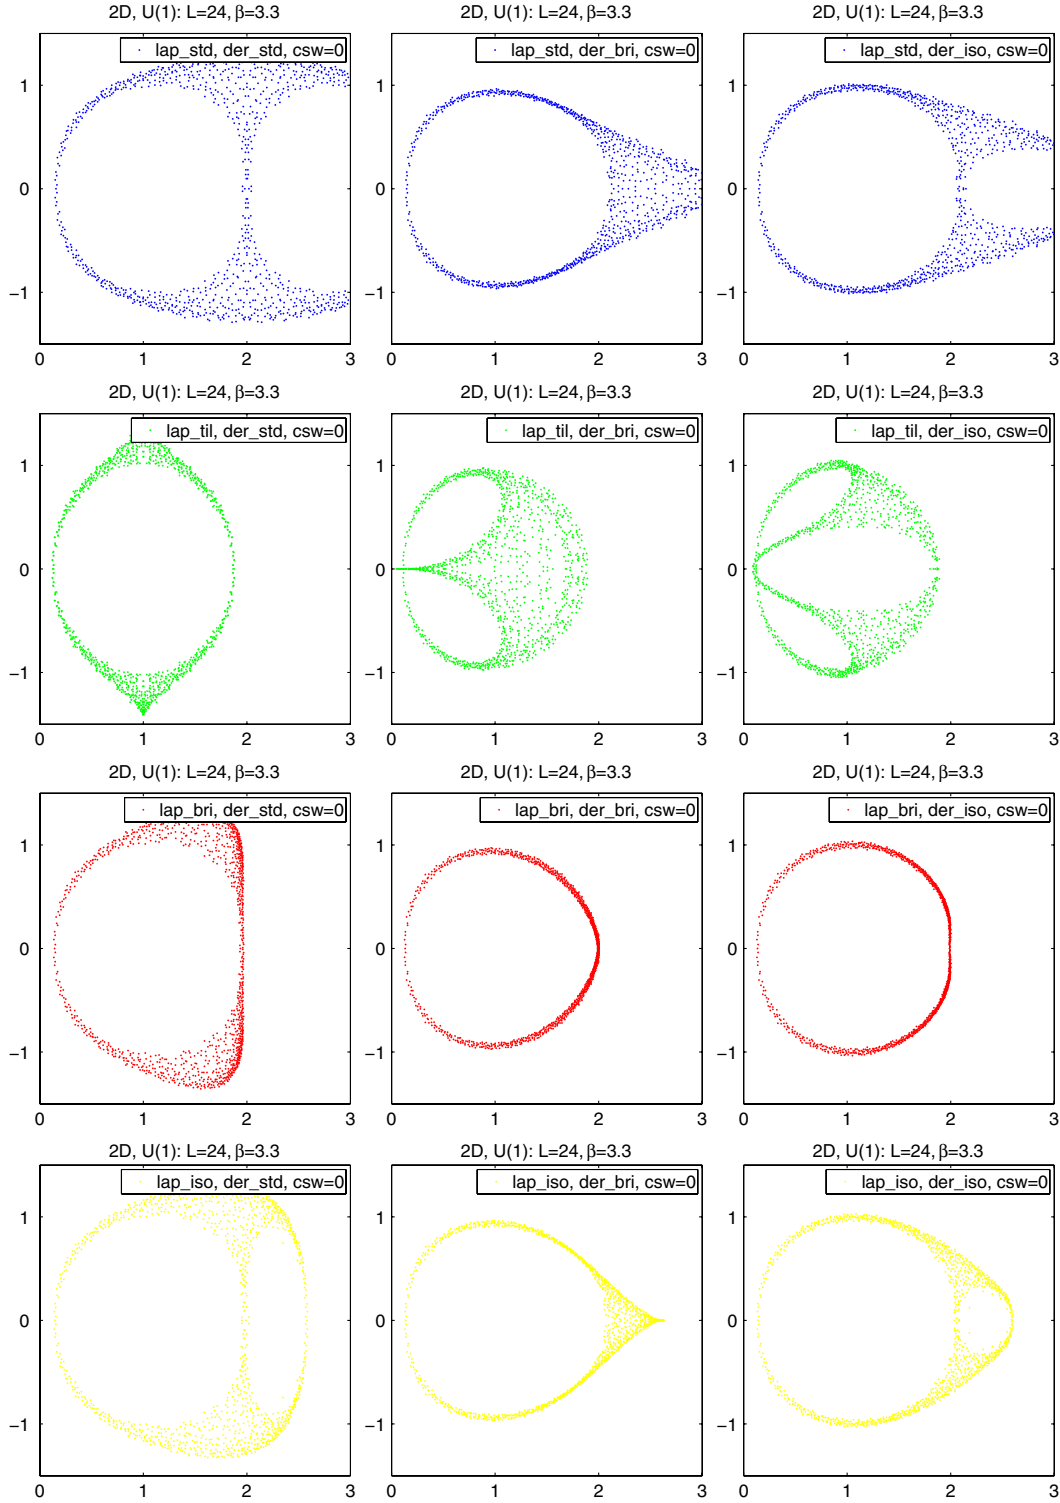 2D, U(1): L=24, β=3.3
2D, U(1): L=24, β=3.3
2D, U(1): L=24, β=3.3
lap_std, der_std, csw=0
lap_std, der_bri, csw=0
lap_std, der_iso, csw=0
1
0
−1
1
0
−1
1
0
−1
0 1 2 3
0 1 2 3
0 1 2 3
2D, U(1): L=24, β=3.3
2D, U(1): L=24, β=3.3
2D, U(1): L=24, β=3.3
lap_til, der_std, csw=0
lap_til, der_bri, csw=0
lap_til, der_iso, csw=0
1
0
−1
1
0
−1
1
0
−1
0 1 2 3
0 1 2 3
0 1 2 3
2D, U(1): L=24, β=3.3
2D, U(1): L=24, β=3.3
2D, U(1): L=24, β=3.3
lap_bri, der_std, csw=0
lap_bri, der_bri, csw=0
lap_bri, der_iso, csw=0
1
0
−1
1
0
−1
1
0
−1
0 1 2 3
0 1 2 3
0 1 2 3
2D, U(1): L=24, β=3.3
2D, U(1): L=24, β=3.3
2D, U(1): L=24, β=3.3
lap_iso, der_std, csw=0
lap_iso, der_bri, csw=0
lap_iso, der_iso, csw=0
1
0
−1
1
0
−1
1
0
−1
0 1 2 3
0 1 2 3
0 1 2 3